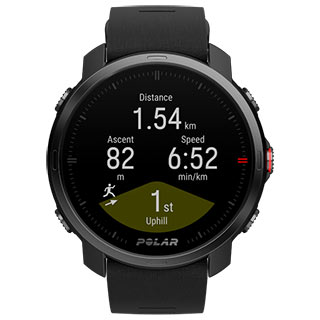 Distance
1.54 km
Ascent Speed
82 6:52
m min/km
1st
Uphill
POLAR